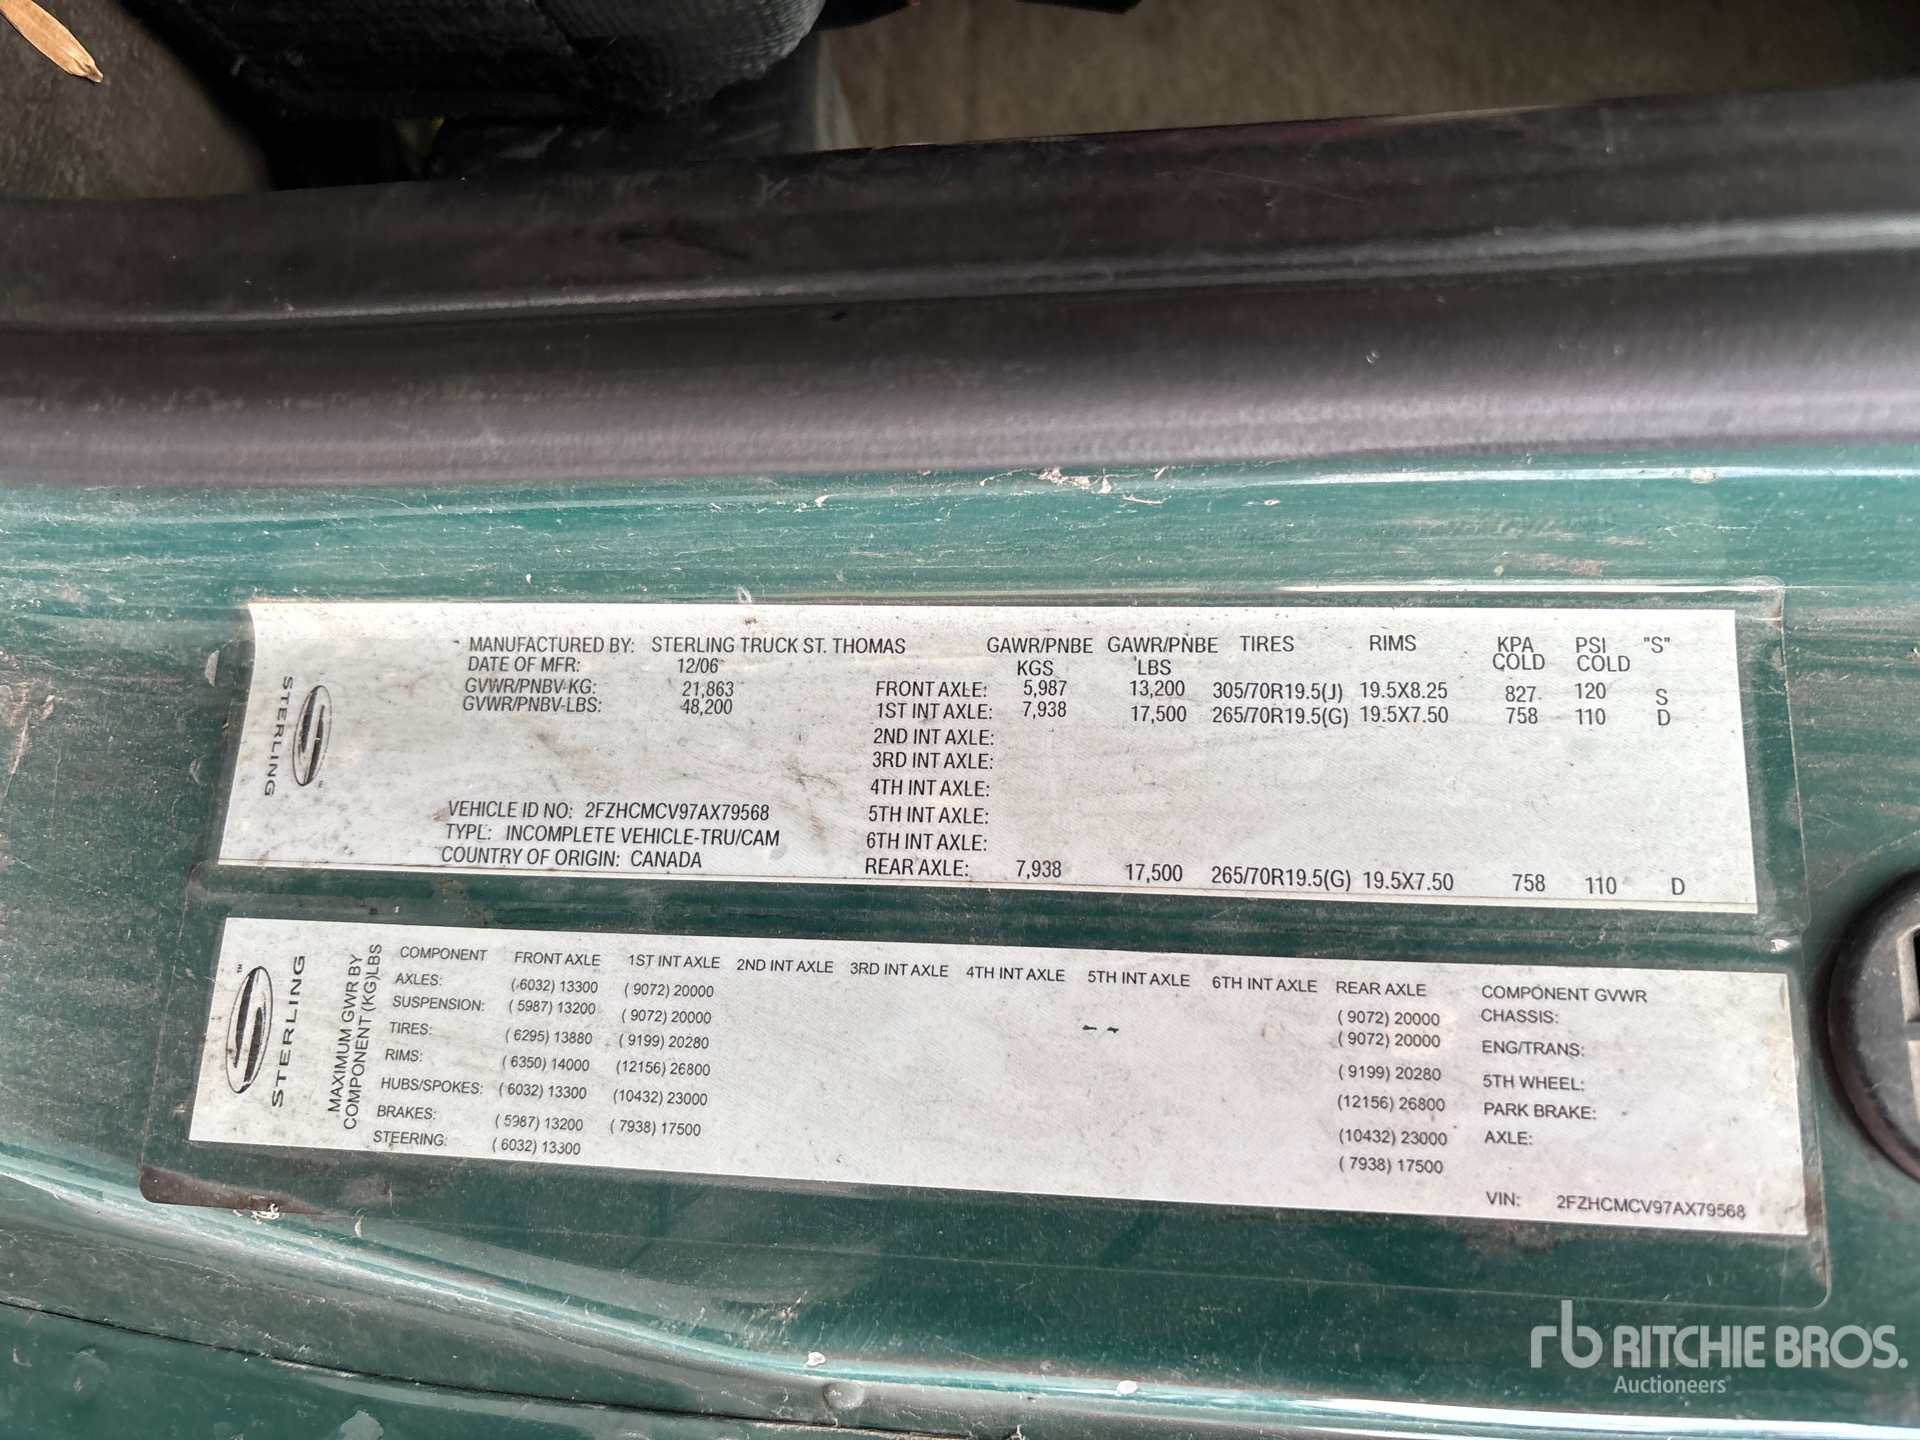 STERLING
MANUFACTURED BY: STERLING TRUCK ST. THOMAS GAWR/PNBE GAWR/PNBE TIRES RIMS KPA PSI "S"
DATE OF MFR: 12/06 KGS LBS COLD COLD
GVWR/PNBV-KG: 21,863 FRONT AXLE: 5,987 13,200 305/70R19.5(J) 19.5X8.25 827 120 S
GVWR/PNBV-LBS: 48,200 1ST INT AXLE: 7,938 17,500 265/70R19.5(G) 19.5X7.50 758 110 D
2ND INT AXLE:
3RD INT AXLE:
4TH INT AXLE:
VEHICLE ID NO: 2FZHCMCV97AX79568 5TH INT AXLE:
TYPL: INCOMPLETE VEHICLE-TRU/CAM 6TH INT AXLE:
COUNTRY OF ORIGIN: CANADA REAR AXLE: 7,938 17,500 265/70R19.5(G) 19.5X7.50 758 110 D
STERLING
™
MAXIMUM GWR BY
COMPONENT (KG)LBS
COMPONENT FRONT AXLE 1ST INT AXLE 2ND INT AXLE 3RD INT AXLE 4TH INT AXLE 5TH INT AXLE 6TH INT AXLE REAR AXLE COMPONENT GVWR
AXLES: (6032) 13300 (9072) 20000 (9072) 20000 CHASSIS:
SUSPENSION: (5987) 13200 (9072) 20000 -- (9072) 20000 ENG/TRANS:
TIRES: (6295) 13880 (9199) 20280 (9199) 20280 5TH WHEEL:
RIMS: (6350) 14000 (12156) 26800 (12156) 26800 PARK BRAKE:
HUBS/SPOKES: (6032) 13300 (10432) 23000 (10432) 23000 AXLE:
BRAKES: (5987) 13200 (7938) 17500 (7938) 17500
STEERING: (6032) 13300
VIN: 2FZHCMCV97AX79568
rb RITCHIE BROS.
Auctioneers